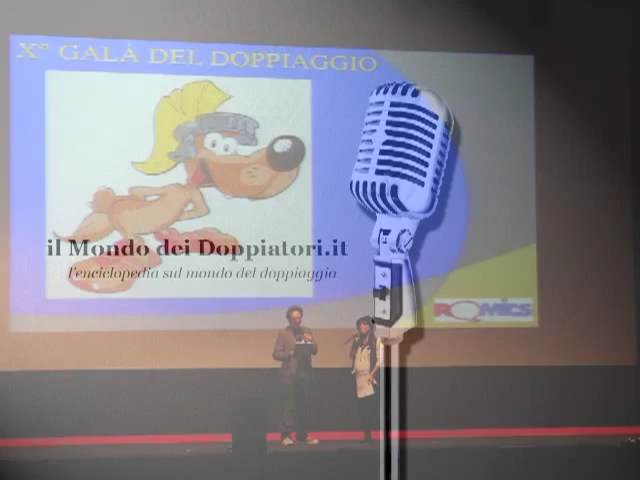 X° GALÀ DEL DOPPIAGGIO
il Mondo dei Doppiatori.it
l'enciclopedia sul mondo del doppiaggio
ROMICS